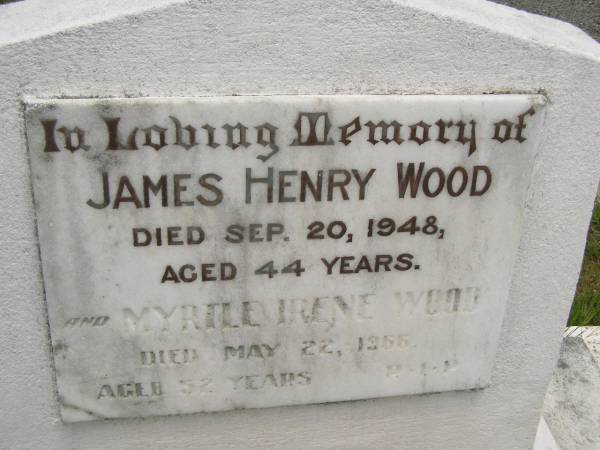 In Loving Memory of
JAMES HENRY WOOD
DIED SEP. 20, 1948,
AGED 44 YEARS.
AND MYRTLE IRENE WOOD
DIED MAY 22, 1966.
AGED 52 YEARS R.I.P